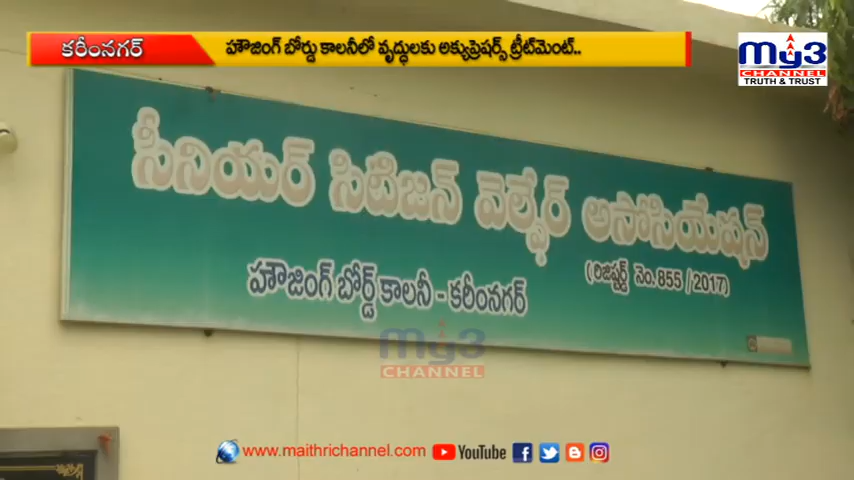 కరీంనగర్
హౌజింగ్ బోర్డు కాలనీలో వృద్ధులకు అక్యుప్రెషర్స్ ట్రీట్‌మెంట్..
my3
CHANNEL
TRUTH & TRUST
సీనియర్ సిటిజన్ వెల్ఫేర్ అసోసియేషన్
(రిజిష్టర్డ్ నెం. 855/2017)
హౌజింగ్ బోర్డ్ కాలనీ - కరీంనగర్
my3
CHANNEL
www.maithrichannel.com YouTube